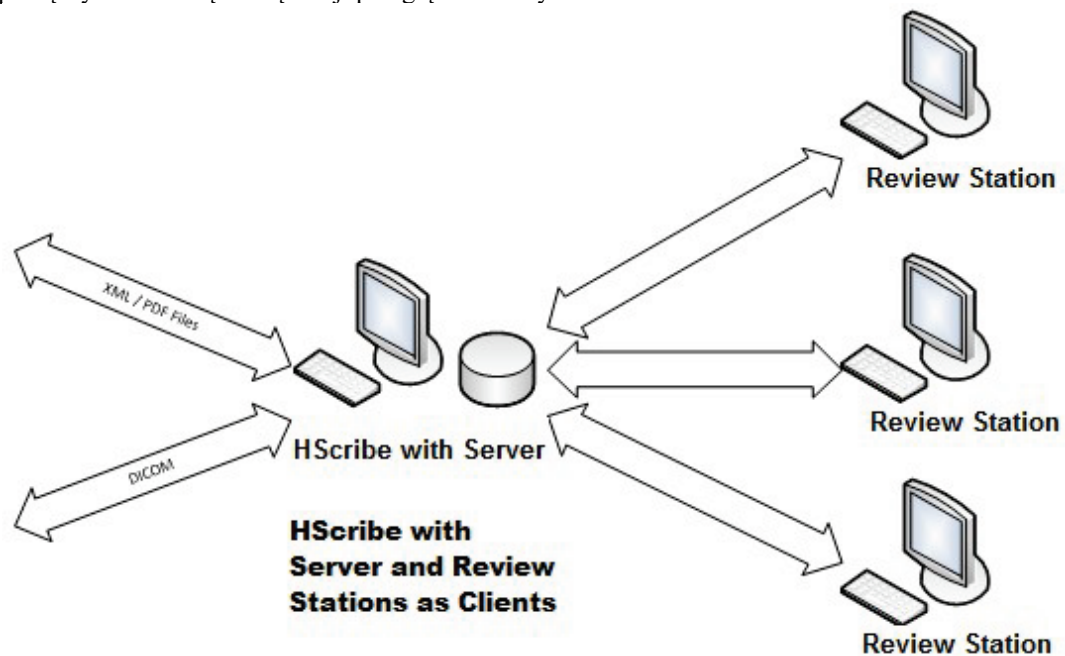 Review Station
XML / PDF Files
HScribe with Server
Review Station
DICOM
HScribe with
Server and Review
Stations as Clients
Review Station